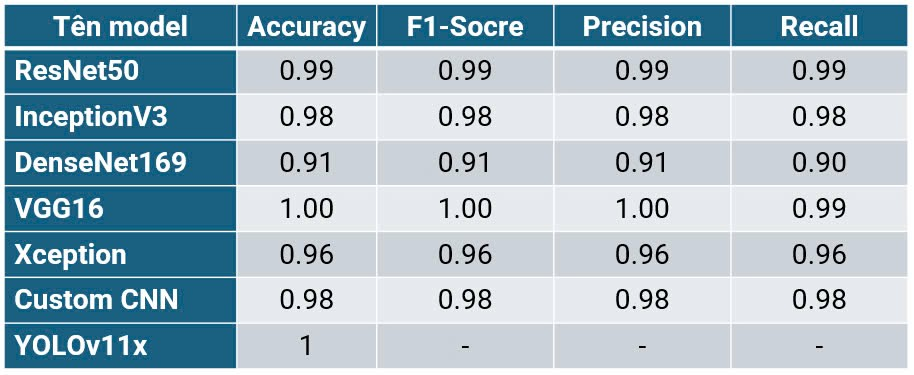 Tên model Accuracy F1-Socre Precision Recall
ResNet50 0.99 0.99 0.99 0.99
InceptionV3 0.98 0.98 0.98 0.98
DenseNet169 0.91 0.91 0.91 0.90
VGG16 1.00 1.00 1.00 0.99
Xception 0.96 0.96 0.96 0.96
Custom CNN 0.98 0.98 0.98 0.98
YOLOv11x 1 - - -